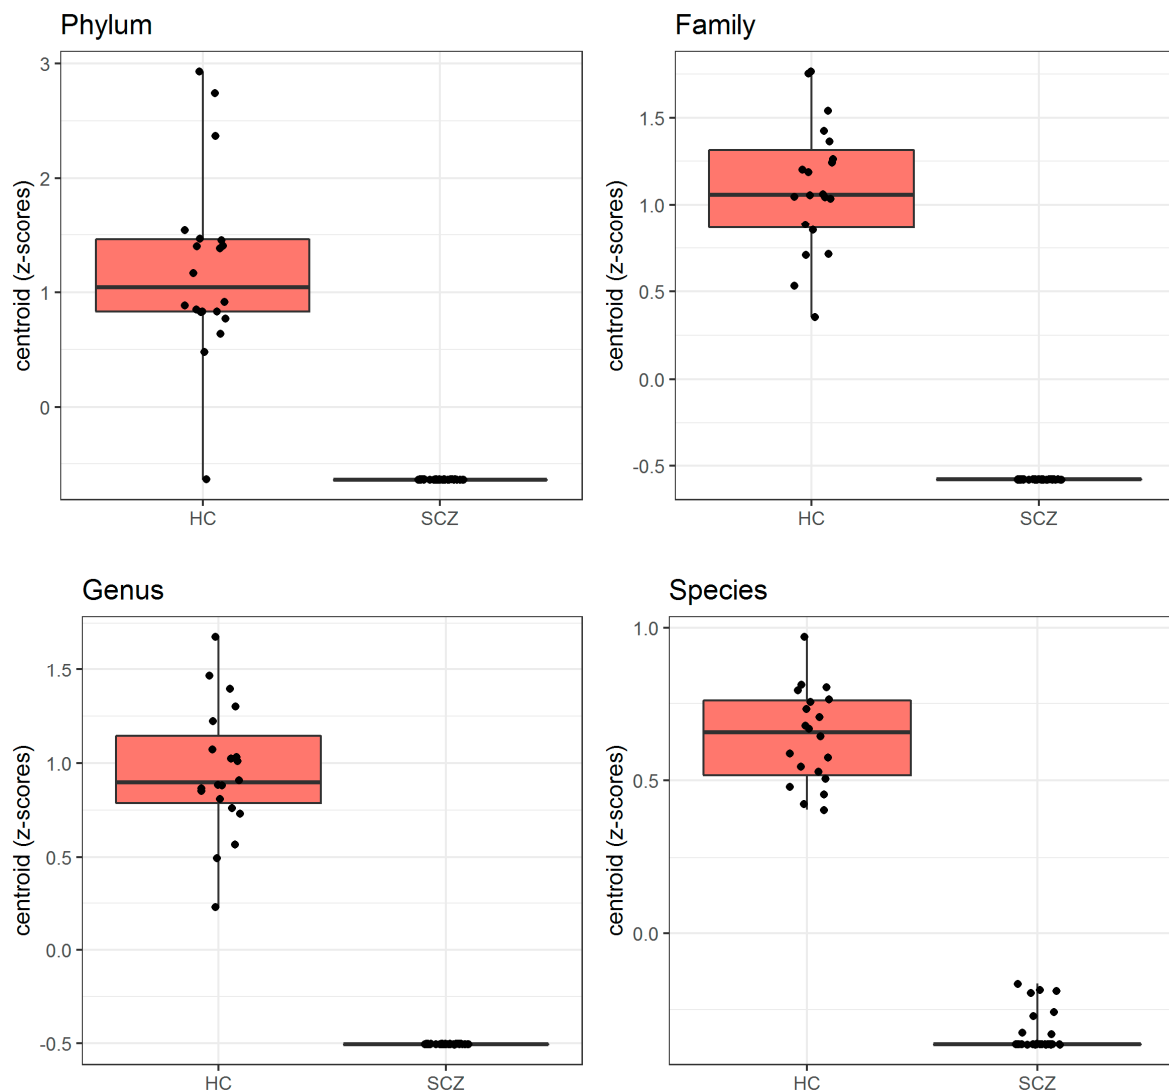 Phylum
centroid (z-scores)
3
2
1
0
HC
SCZ
Family
centroid (z-scores)
1.5
1.0
0.5
0.0
-0.5
HC
SCZ
Genus
centroid (z-scores)
1.5
1.0
0.5
0.0
-0.5
HC
SCZ
Species
centroid (z-scores)
1.0
0.5
0.0
HC
SCZ